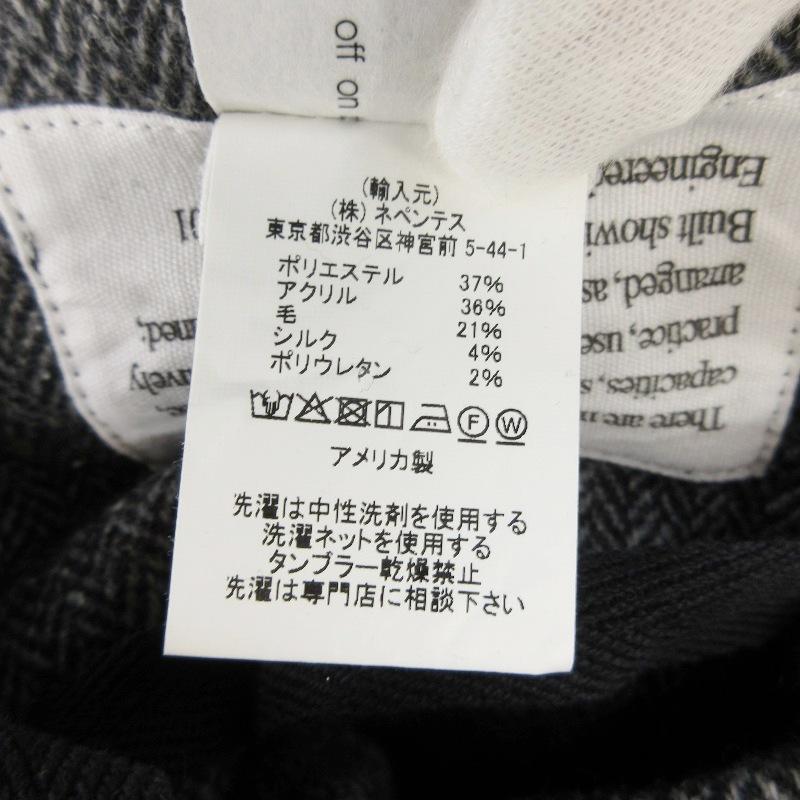 off on
(輸入元)
(株) ネペンテス
東京都渋谷区神宮前 5-44-1
ポリエステル 37%
アクリル 36%
毛 21%
シルク 4%
ポリウレタン 2%
F W
アメリカ製
洗濯は中性洗剤を使用する
洗濯ネットを使用する
タンブラー乾燥禁止
洗濯は専門店に相談下さい
There are
capacities,
practice, use
arranged, as
Built showi
Engineere